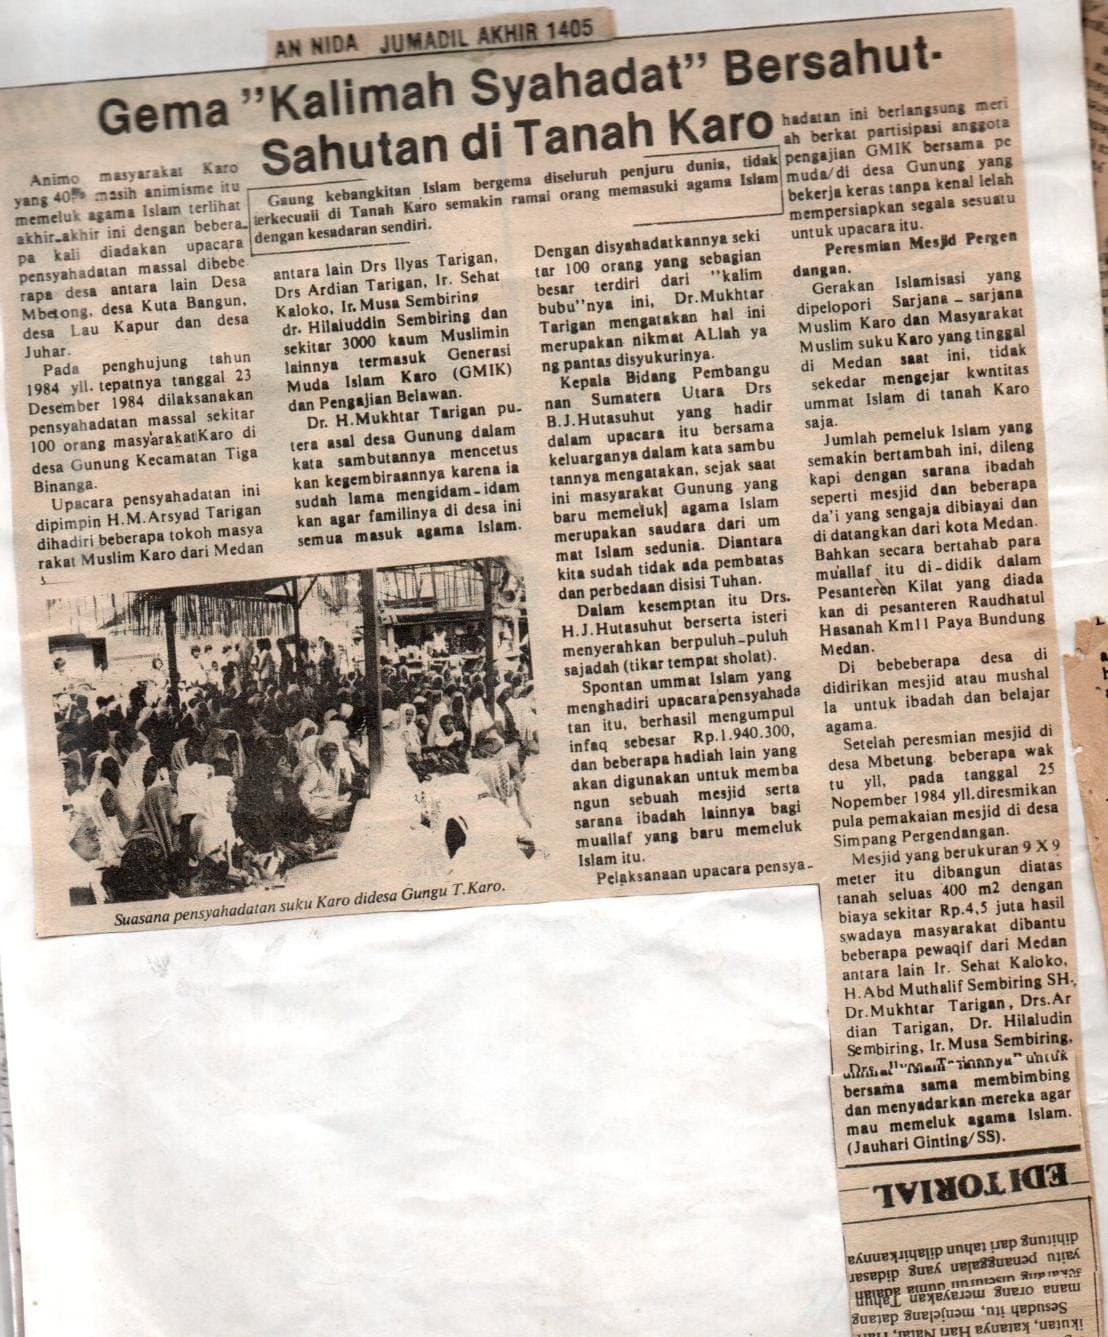 AN NIDA JUMADIL AKHIR 1405
Gema ”Kalimah Syahadat” Bersahut-
Sahutan di Tanah Karo
Gaung kebangkitan Islam bergema diseluruh penjuru dunia, tidak
terkecuali di Tanah Karo semakin ramai orang memasuki agama Islam
dengan kesadaran sendiri.
Animo masyarakat Karo
yang 40% masih animisme itu
memeluk agama Islam terlihat
akhir-akhir ini dengan bebera-
pa kali diadakan upacara
pensyahadatan massal dibebe
rapa desa antara lain Desa
Mbetong, desa Kuta Bangun,
desa Lau Kapur dan desa
Juhar.
Pada penghujung tahun
1984 yll. tepatnya tanggal 23
Desember 1984 dilaksanakan
pensyahadatan massal sekitar
100 orang masyarakat Karo di
desa Gunung Kecamatan Tiga
Binanga.
Upacara pensyahadatan ini
dipimpin H.M.Arsyad Tarigan
dihadiri beberapa tokoh masya
rakat Muslim Karo dari Medan
antara lain Drs Ilyas Tarigan,
Drs Ardian Tarigan, Ir. Sehat
Kaloko, Ir. Musa Sembiring
dr. Hilaluddin Sembiring dan
sekitar 3000 kaum Muslimin
lainnya termasuk Generasi
Muda Islam Karo (GMIK)
dan Pengajian Belawan.
Dr. H.Mukhtar Tarigan pu-
tera asal desa Gunung dalam
kata sambutannya mencetus
kan kegembiraannya karena ia
sudah lama mengidam-idam
kan agar familinya di desa ini
semua masuk agama Islam.
Suasana pensyahadatan suku Karo didesa Gungu T.Karo.
Dengan disyahadatkannya seki
tar 100 orang yang sebagian
besar terdiri dari ”kalim
bubu”nya ini, Dr.Mukhtar
Tarigan mengatakan hal ini
merupakan nikmat ALlah ya
ng pantas disyukurinya.
Kepala Bidang Pembangu
nan Sumatera Utara Drs
B.J.Hutasuhut yang hadir
dalam upacara itu bersama
keluarganya dalam kata sambu
tannya mengatakan, sejak saat
ini masyarakat Gunung yang
baru memeluk agama Islam
merupakan saudara dari um
mat Islam sedunia. Diantara
kita sudah tidak ada pembatas
dan perbedaan disisi Tuhan.
Dalam kesemptan itu Drs.
H.J.Hutasuhut berserta isteri
menyerahkan berpuluh-puluh
sajadah (tikar tempat sholat).
Spontan ummat Islam yang
menghadiri upacara pensyahada
tan itu, berhasil mengumpul
infaq sebesar Rp.1.940.300,
dan beberapa hadiah lain yang
akan digunakan untuk memba
ngun sebuah mesjid serta
sarana ibadah lainnya bagi
muallaf yang baru memeluk
Islam itu.
Pelaksanaan upacara pensya-
hadatan ini berlangsung meri
ah berkat partisipasi anggota
pengajian GMIK bersama pe
muda/di desa Gunung yang
bekerja keras tanpa kenal lelah
mempersiapkan segala sesuatu
untuk upacara itu.
Peresmian Mesjid Pergen
dangan.
Gerakan Islamisasi yang
dipelopori Sarjana-sarjana
Muslim Karo dan Masyarakat
Muslim suku Karo yang tinggal
di Medan saat ini, tidak
sekedar mengejar kwntitas
ummat Islam di tanah Karo
saja.
Jumlah pemeluk Islam yang
semakin bertambah ini, dileng
kapi dengan sarana ibadah
seperti mesjid dan beberapa
da'i yang sengaja dibiayai dan
di datangkan dari kota Medan.
Bahkan secara bertahab para
mu'allaf itu di-didik dalam
Pesanteren Kilat yang diada
kan di pesanteren Raudhatul
Hasanah Km11 Paya Bundung
Medan.
Di bebeberapa desa di
didirikan mesjid atau mushal
la untuk ibadah dan belajar
agama.
Setelah peresmian mesjid di
desa Mbetung beberapa wak
tu yll, pada tanggal 25
Nopember 1984 yll.diresmikan
pula pemakaian mesjid di desa
Simpang Pergendangan.
Mesjid yang berukuran 9 X 9
meter itu dibangun diatas
tanah seluas 400 m2 dengan
biaya sekitar Rp.4,5 juta hasil
swadaya masyarakat dibantu
beberapa pewaqif dari Medan
antara lain Ir. Sehat Kaloko,
H.Abd Muthalif Sembiring SH,
Dr.Mukhtar Tarigan, Drs.Ar
dian Tarigan, Dr. Hilaludin
Sembiring, Ir. Musa Sembiring,
untuk
bersama sama membimbing
dan menyadarkan mereka agar
mau memeluk agama Islam.
(Jauhari Ginting/SS).
EDITORIAL
dihitung dari tahun dilahirkannya
yaitu penanggalan yang didasar
mana orang merayakan Tahun
Sesudah itu, menjelang datang
ikutan, katanya Hari Natal,